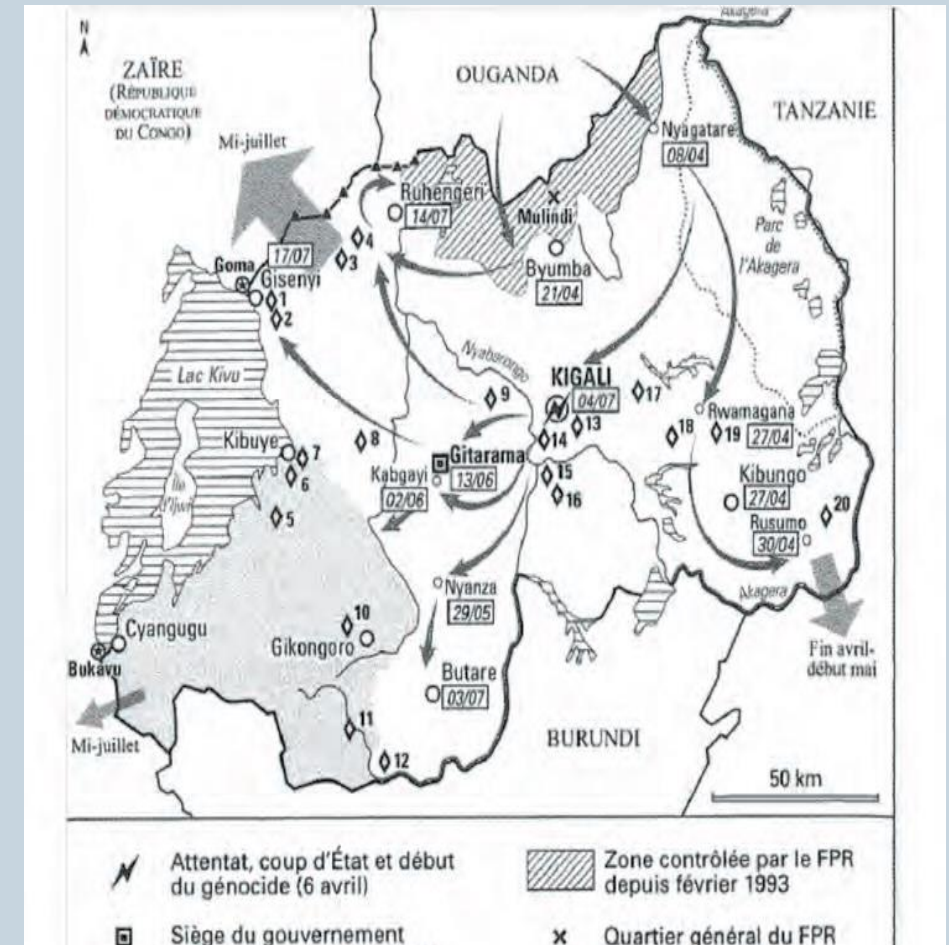 N
Akagera
ZAÏRE
(RÉPUBLIQUE
DÉMOCRATIQUE
DU CONGO)
OUGANDA
TANZANIE
Mi-juillet
Nyagatare
08/04
Ruhengeri
14/07
Mulindi
Parc
de
l'Akagera
17/07
4
3
Goma
Gisenyi
1
2
Byumba
21/04
Nyabarongo
Lac Kivu
KIGALI
04/07
9
17
13
14
Rwamagana
27/04
18
19
Kibuye
7
8
6
Gitarama
13/06
Kabgayi
02/06
15
16
Kibungo
27/04
20
Rusumo
30/04
Ile
5
Nyanza
29/05
Akagera
10
Cyangugu
Gikongoro
Bukavu
Fin avril-
début mai
Butare
03/07
11
Mi-juillet
12
BURUNDI
50 km
Attentat, coup d'État et début
du génocide (6 avril)
Zone contrôlée par le FPR
depuis février 1993
Siège du gouvernement
Quartier général du FPR